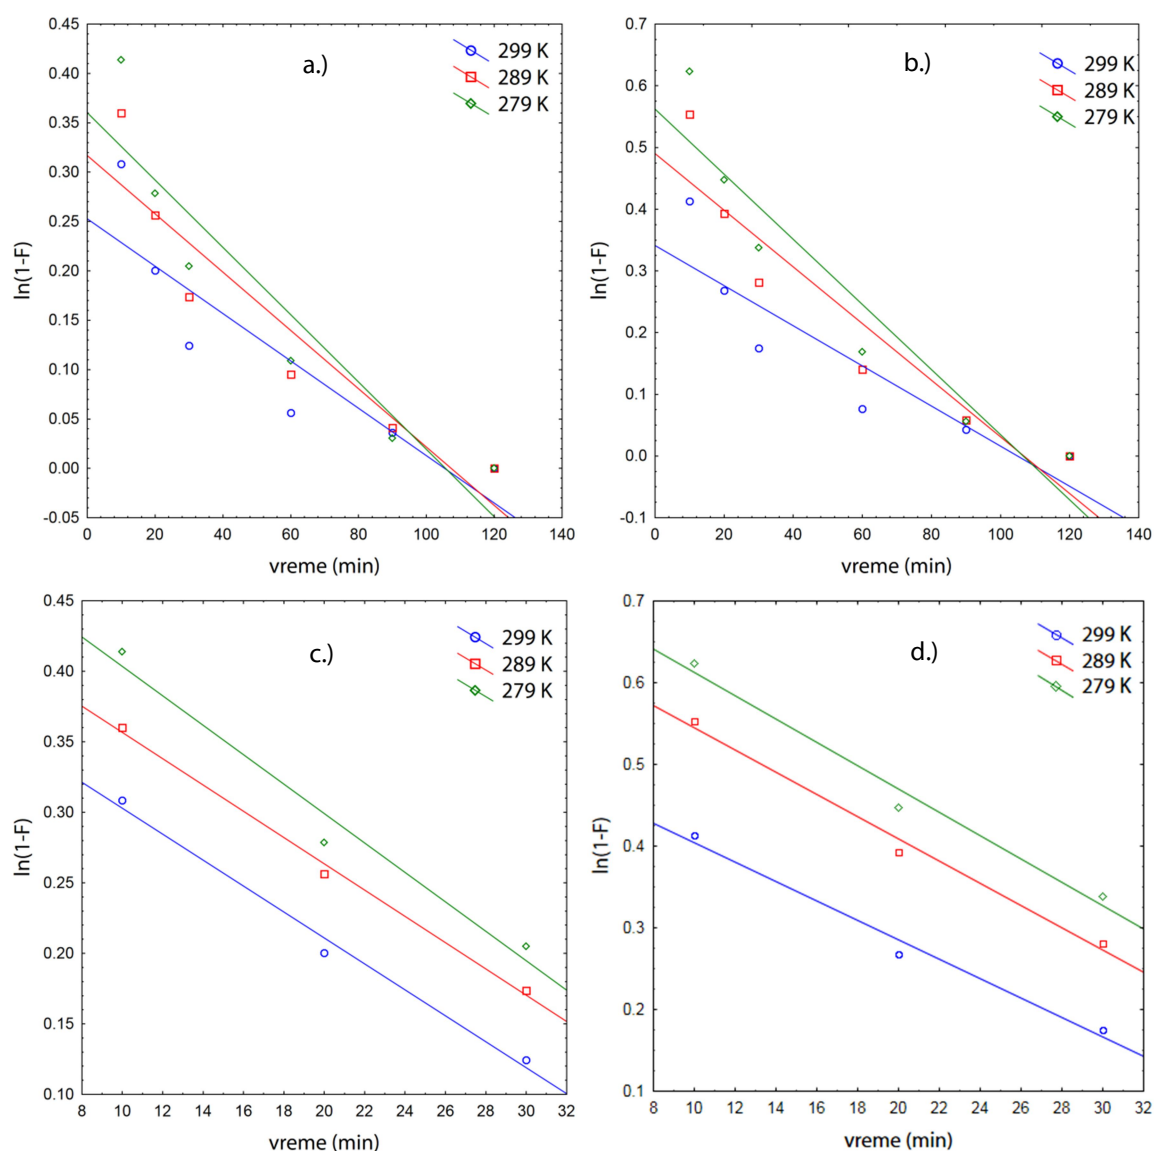 a.)
299 K
289 K
279 K
0.45
0.40
0.35
0.30
0.25
0.20
0.15
0.10
0.05
0.00
-0.05
ln(1-F)
0 20 40 60 80 100 120 140
vreme (min)
b.)
299 K
289 K
279 K
0.7
0.6
0.5
0.4
0.3
0.2
0.1
0.0
-0.1
ln(1-F)
0 20 40 60 80 100 120 140
vreme (min)
c.)
299 K
289 K
279 K
0.45
0.40
0.35
0.30
0.25
0.20
0.15
0.10
ln(1-F)
8 10 12 14 16 18 20 22 24 26 28 30 32
vreme (min)
d.)
299 K
289 K
279 K
0.7
0.6
0.5
0.4
0.3
0.2
0.1
ln(1-F)
8 10 12 14 16 18 20 22 24 26 28 30 32
vreme (min)